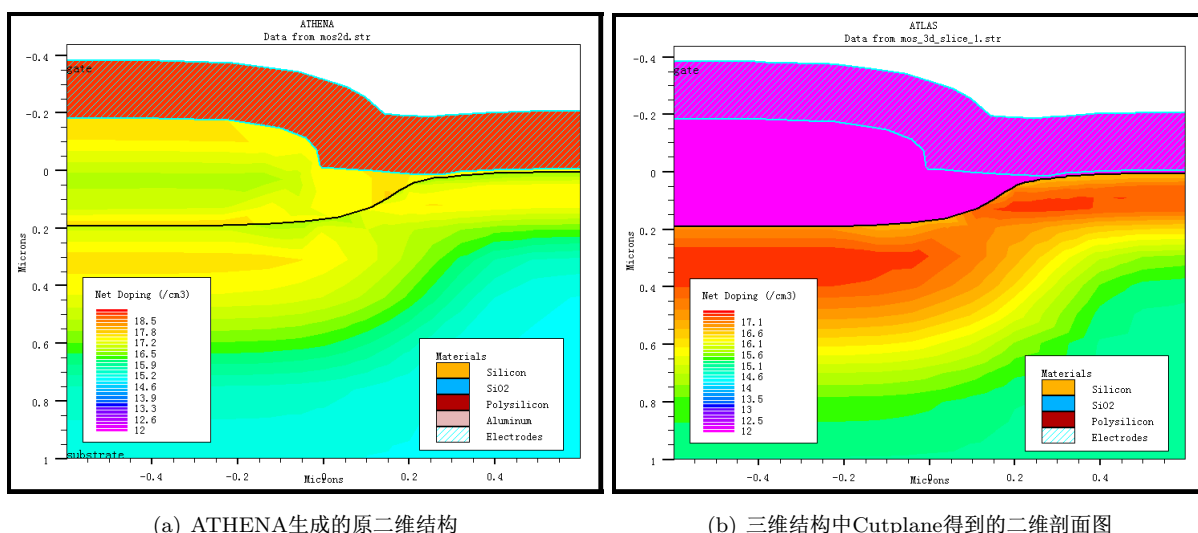 ATHENA
Data from mos2d.str
-0.4
gate
-0.2
0
0.2
0.4
0.6
0.8
1
Microns
Net Doping (/cm3)
18.5
17.8
17.2
16.5
15.9
15.2
14.6
13.9
13.3
12.6
12
Materials
Silicon
SiO2
Polysilicon
Aluminum
Electrodes
substrate
-0.4
-0.2
0
0.2
0.4
Microns
(a) ATHENA生成的原二维结构
ATLAS
Data from mos_3d_slice_1.str
-0.4
gate
-0.2
0
0.2
0.4
0.6
0.8
1
Microns
Net Doping (/cm3)
17.1
16.6
16.1
15.6
15.1
14.6
14
13.5
13
12.5
12
Materials
Silicon
SiO2
Polysilicon
Electrodes
-0.4
-0.2
0
0.2
0.4
Microns
(b) 三维结构中Cutplane得到的二维剖面图